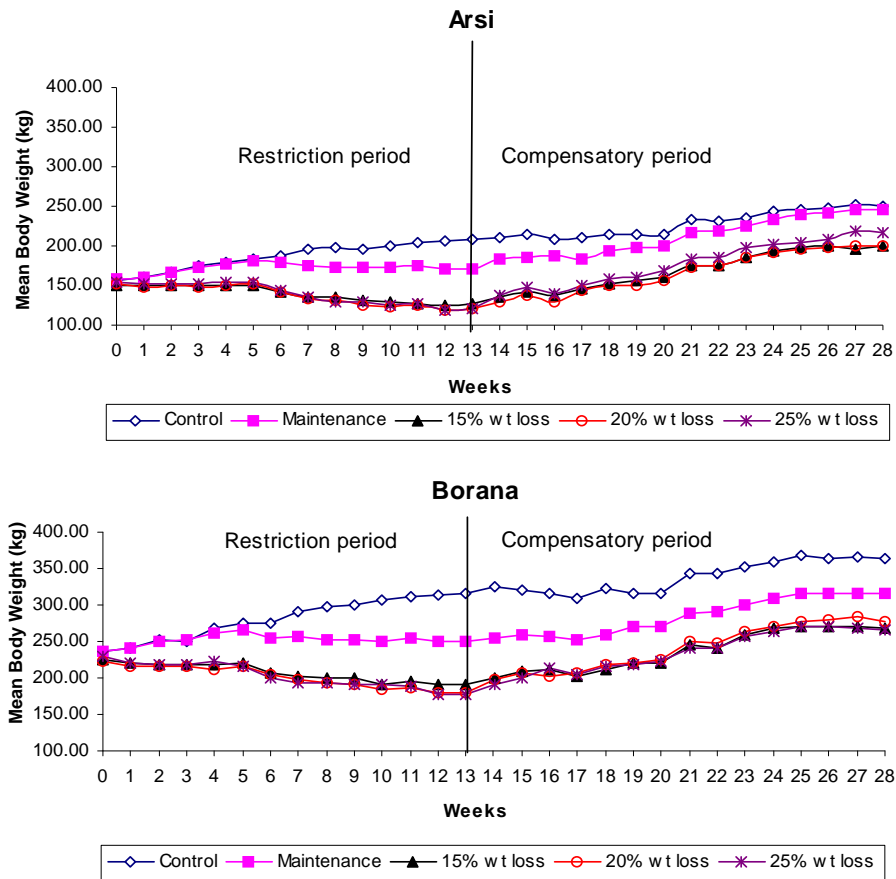 Arsi
Mean Body Weight (kg)
400.00
350.00
300.00
250.00
200.00
150.00
100.00
Restriction period Compensatory period
0 1 2 3 4 5 6 7 8 9 10 11 12 13 14 15 16 17 18 19 20 21 22 23 24 25 26 27 28
Weeks
Control Maintenance 15% wt loss 20% wt loss 25% wt loss
Borana
Mean Body Weight (kg)
400.00
350.00
300.00
250.00
200.00
150.00
100.00
Restriction period Compensatory period
0 1 2 3 4 5 6 7 8 9 10 11 12 13 14 15 16 17 18 19 20 21 22 23 24 25 26 27 28
Weeks
Control Maintenance 15% wt loss 20% wt loss 25% wt loss